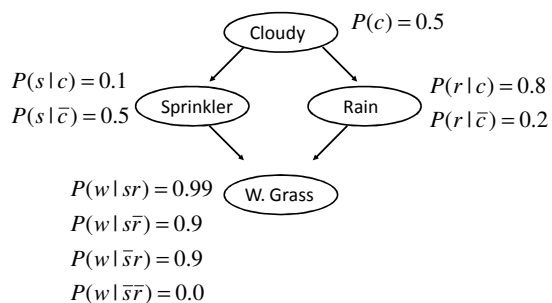 Cloudy
P(c) = 0.5
P(s | c) = 0.1
P(s | c̄) = 0.5
Sprinkler
Rain
P(r | c) = 0.8
P(r | c̄) = 0.2
W. Grass
P(w | sr) = 0.99
P(w | sr̄) = 0.9
P(w | s̄r) = 0.9
P(w | s̄r̄) = 0.0